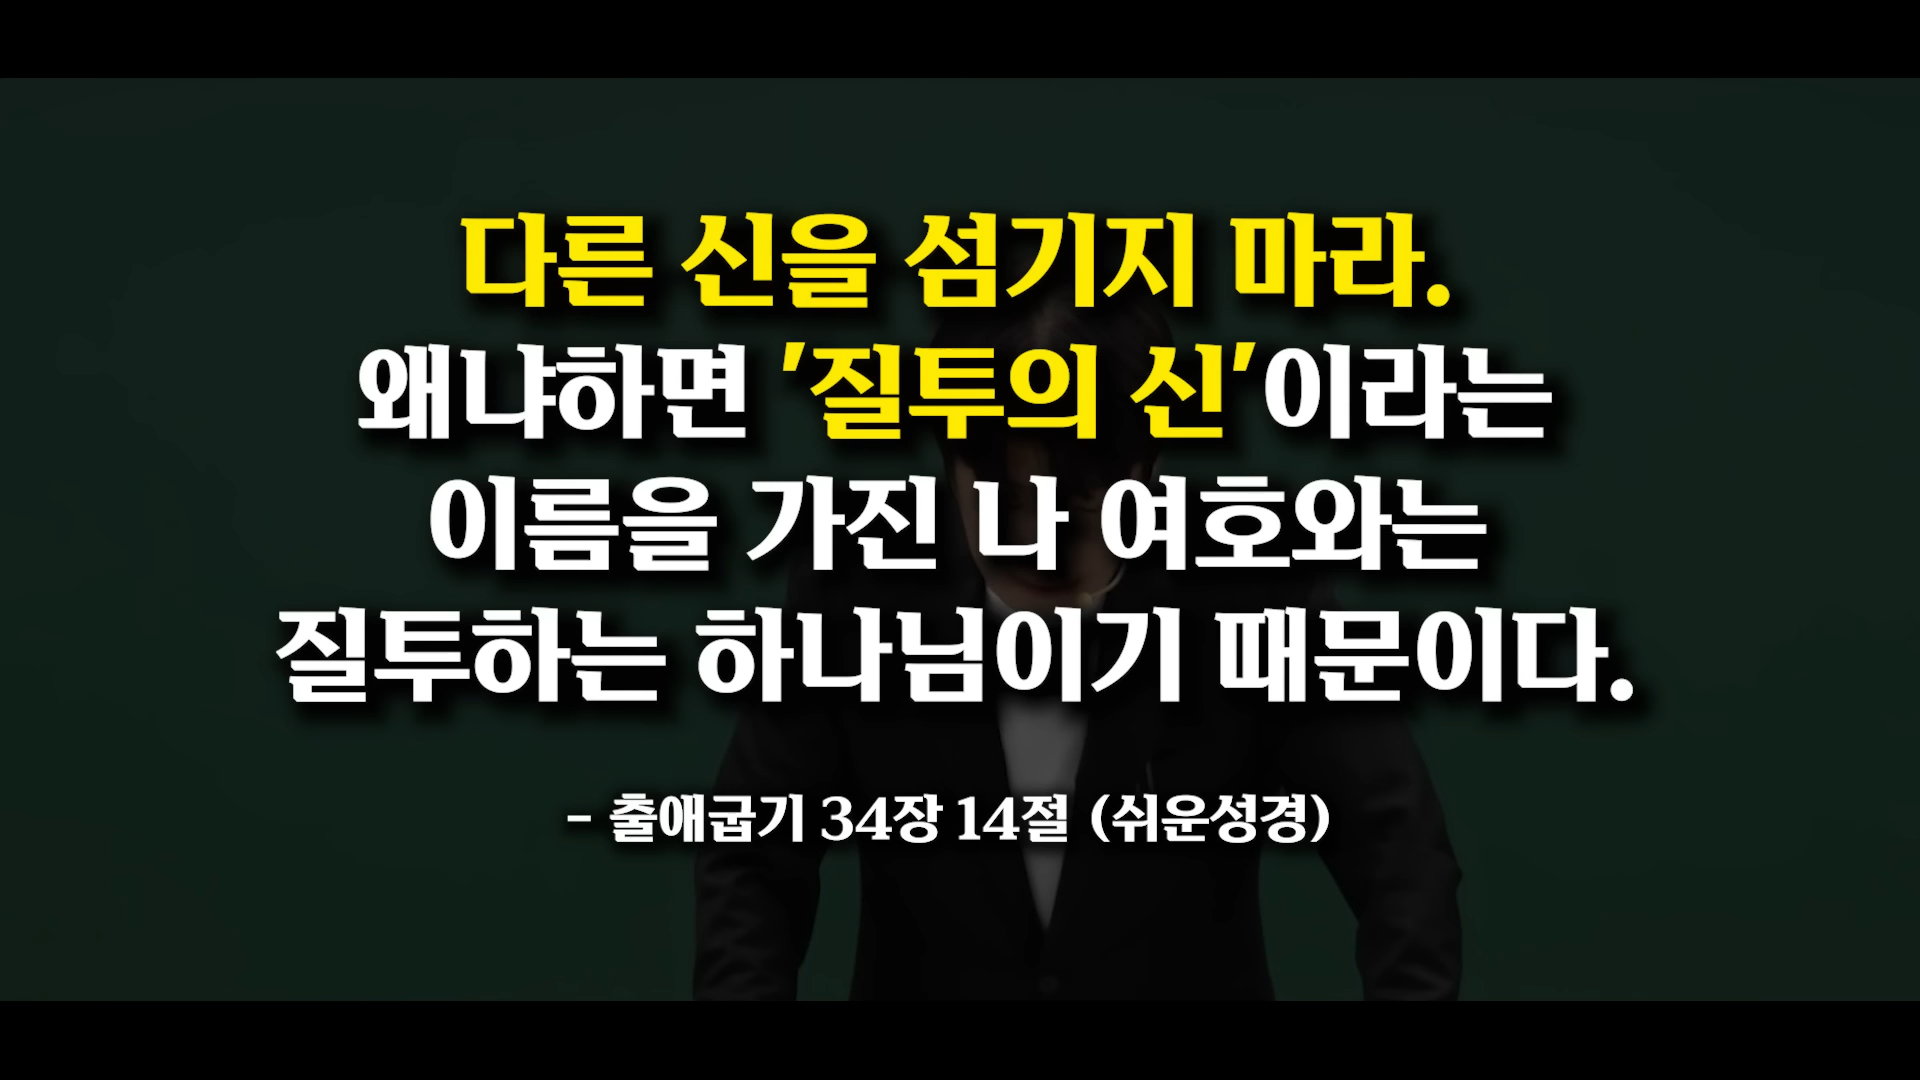 다른 신을 섬기지 마라.
왜냐하면 '질투의 신'이라는
이름을 가진 나 여호와는
질투하는 하나님이기 때문이다.
- 출애굽기 34장 14절 (쉬운성경)